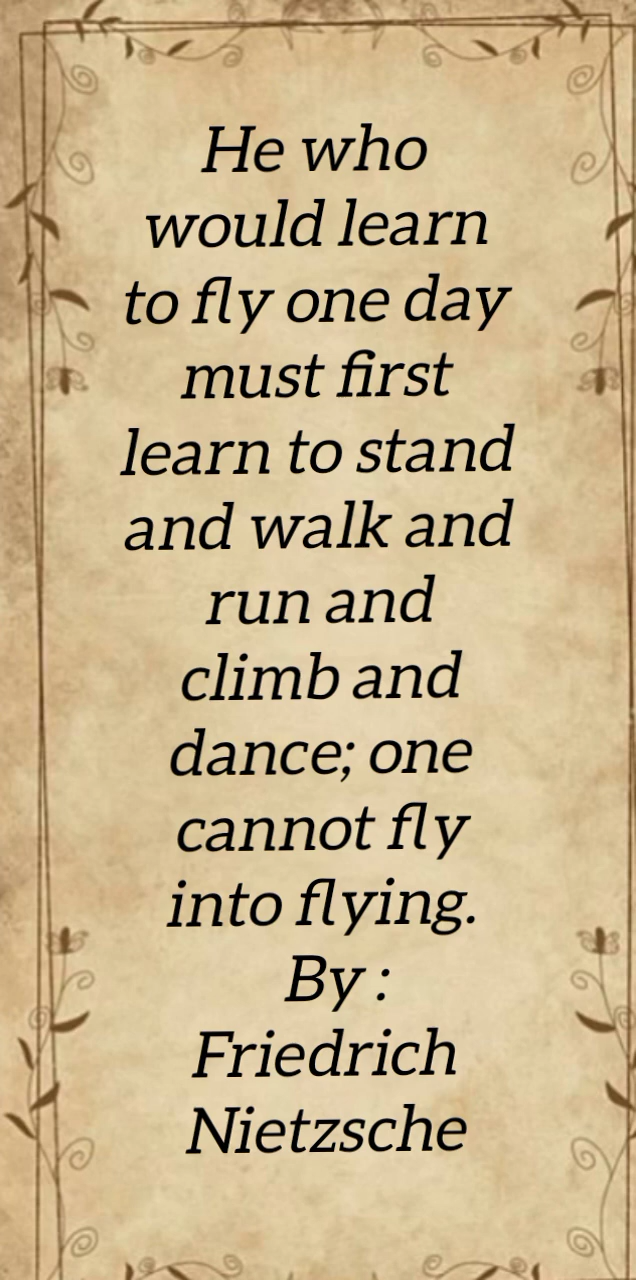 He who
would learn
to fly one day
must first
learn to stand
and walk and
run and
climb and
dance; one
cannot fly
into flying.
By :
Friedrich
Nietzsche